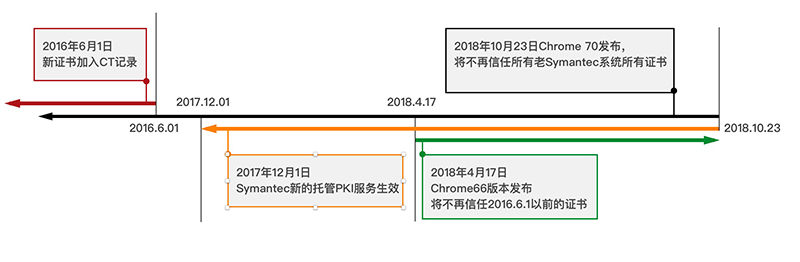 2016年6月1日
新证书加入CT记录
2018年10月23日Chrome 70发布，
将不再信任所有老Symantec系统所有证书
2017.12.01
2018.4.17
2016.6.01
2018.10.23
2017年12月1日
Symantec新的托管PKI服务生效
2018年4月17日
Chrome66版本发布
将不再信任2016.6.1以前的证书